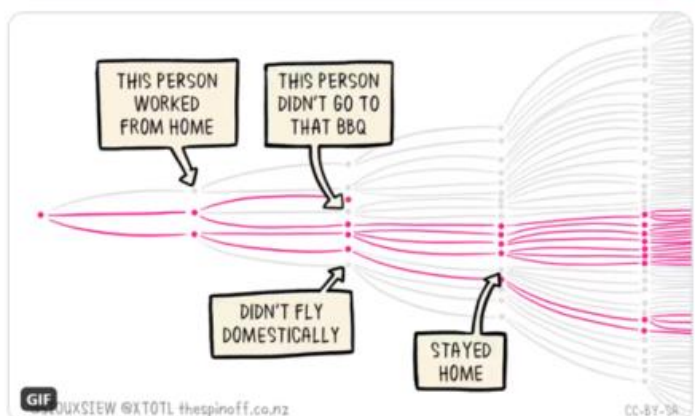 THIS PERSON
WORKED
FROM HOME
THIS PERSON
DIDN'T GO TO
THAT BBQ
DIDN'T FLY
DOMESTICALLY
STAYED
HOME
GIF
OUXSIEW @XTOTL thespinoff.co.nz
CC-BY-SA